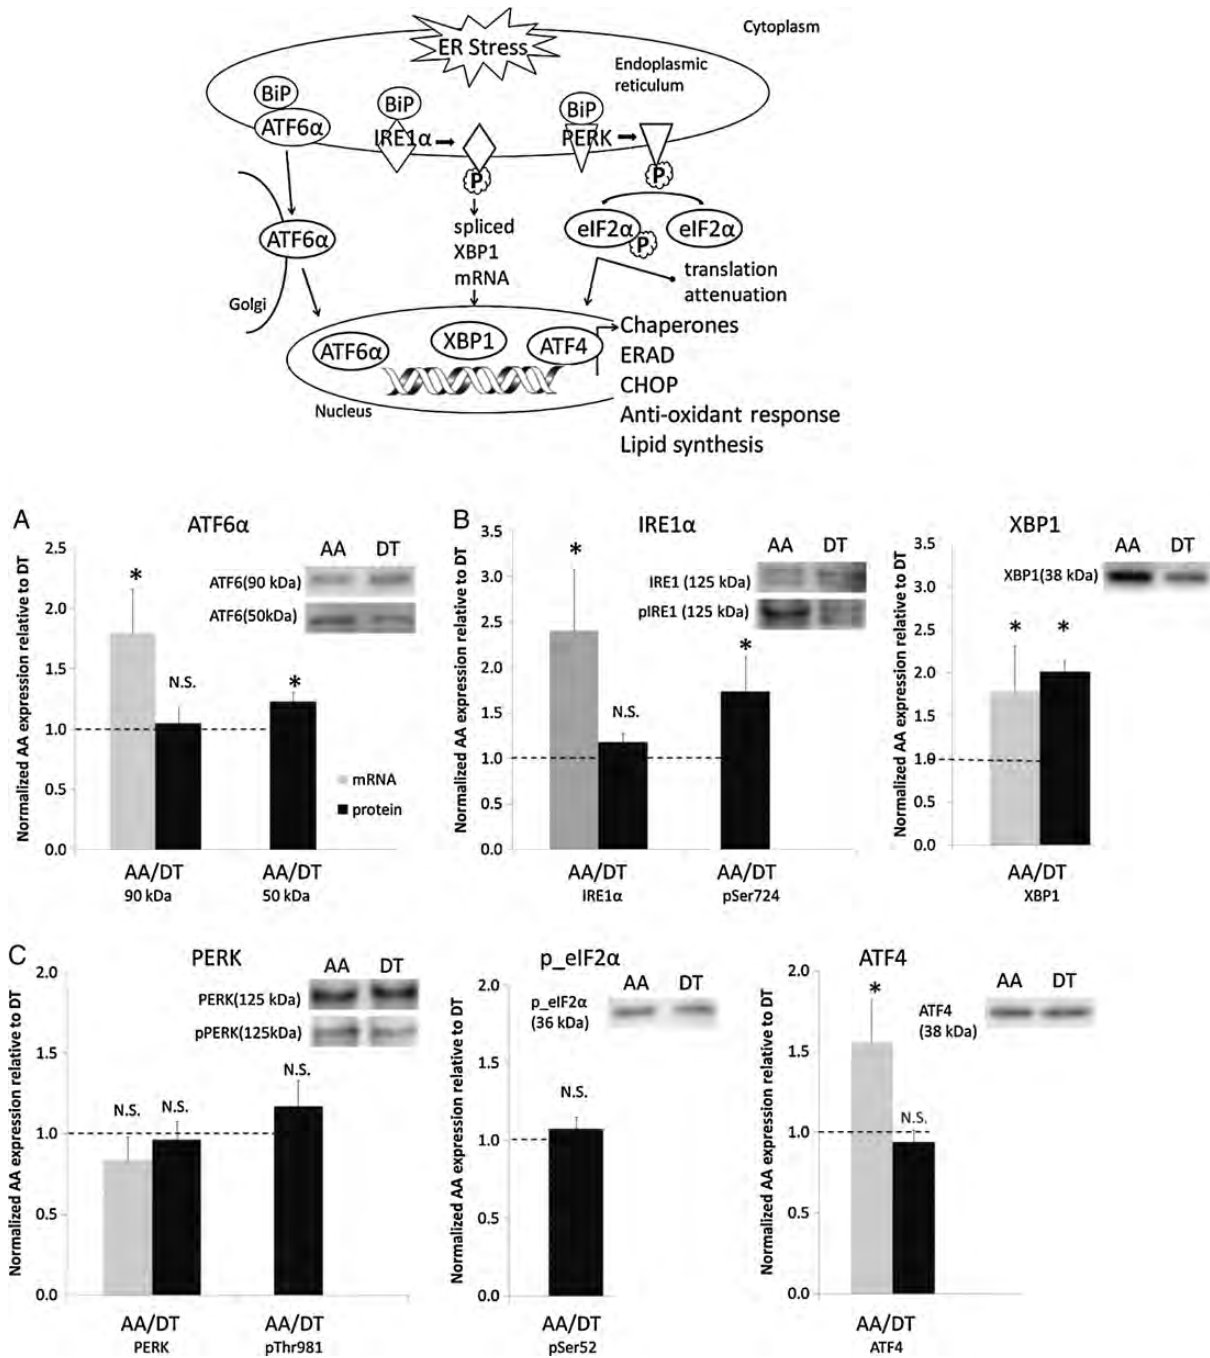 Cytoplasm
ER Stress
Endoplasmic
reticulum
BiP
ATF6α
BiP
IRE1α
BiP
PERK
P
P
ATF6α
Golgi
spliced
XBP1
mRNA
eIF2α
P
eIF2α
translation
attenuation
ATF6α
XBP1
ATF4
Nucleus
Chaperones
ERAD
CHOP
Anti-oxidant response
Lipid synthesis
A
ATF6α
Normalized AA expression relative to DT
2.5
2.0
1.5
1.0
0.5
0.0
AA DT
ATF6(90 kDa)
ATF6(50kDa)
*
N.S.
*
mRNA
protein
AA/DT
90 kDa
AA/DT
50 kDa
B
IRE1α
Normalized AA expression relative to DT
3.5
3.0
2.5
2.0
1.5
1.0
0.5
0.0
AA DT
IRE1 (125 kDa)
pIRE1 (125 kDa)
*
N.S.
*
AA/DT
IRE1α
AA/DT
pSer724
XBP1
Normalized AA expression relative to DT
3.5
3.0
2.5
2.0
1.5
1.0
0.5
0.0
AA DT
XBP1(38 kDa)
*
*
AA/DT
XBP1
C
PERK
Normalized AA expression relative to DT
2.0
1.5
1.0
0.5
0.0
AA DT
PERK(125 kDa)
pPERK(125kDa)
N.S.
N.S.
N.S.
AA/DT
PERK
AA/DT
pThr981
p_eIF2α
Normalized AA expression relative to DT
2.0
1.5
1.0
0.5
0.0
AA DT
p_eIF2α
(36 kDa)
N.S.
AA/DT
pSer52
ATF4
Normalized AA expression relative to DT
2.0
1.5
1.0
0.5
0.0
AA DT
ATF4
(38 kDa)
*
N.S.
AA/DT
ATF4